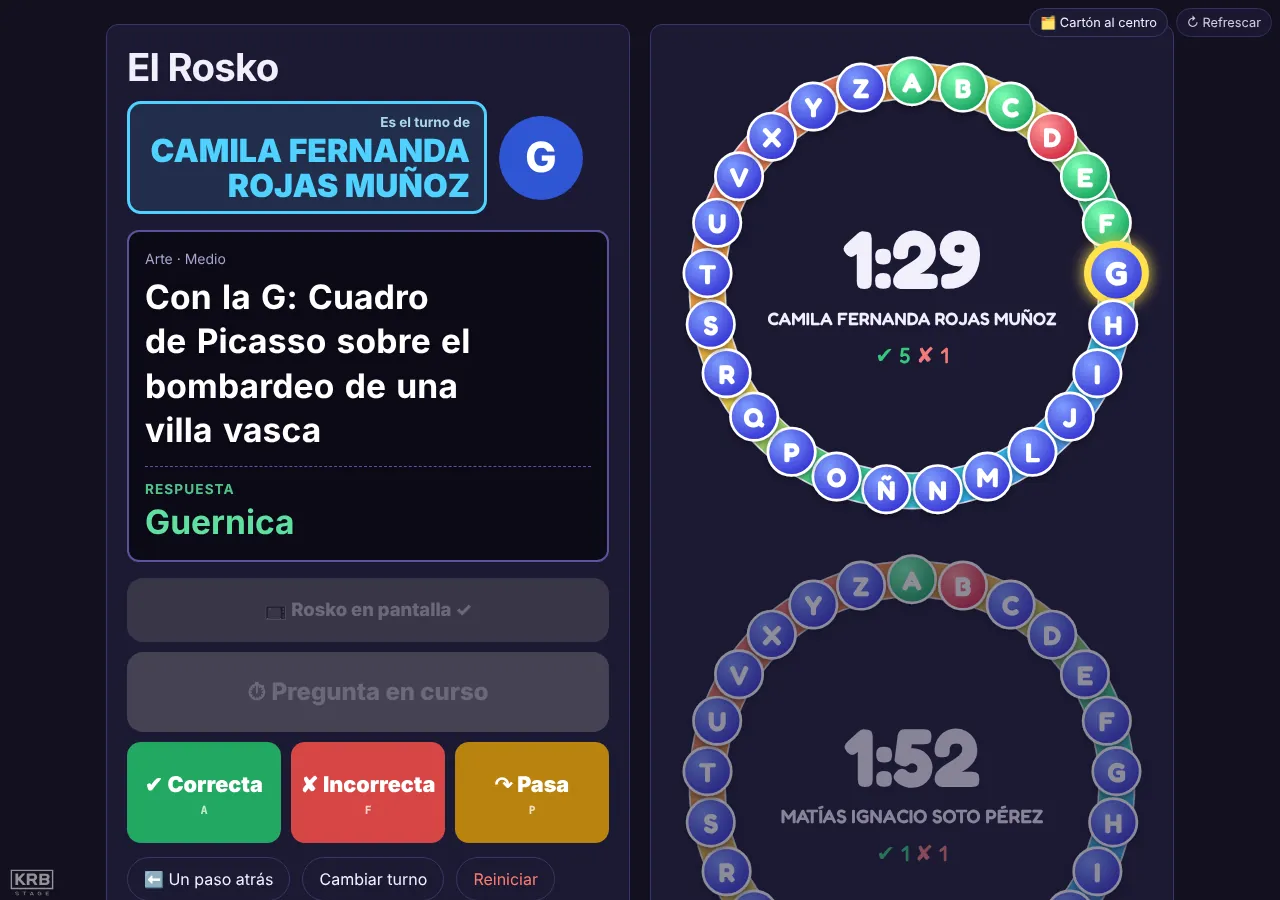 🗂️ Cartón al centro
↻ Refrescar
El Rosko
Es el turno de
CAMILA FERNANDA
ROJAS MUÑOZ
G
Arte · Medio
Con la G: Cuadro
de Picasso sobre el
bombardeo de una
villa vasca
RESPUESTA
Guernica
Rosko en pantalla ✓
⏱ Pregunta en curso
✔ Correcta
A
✘ Incorrecta
F
↷ Pasa
P
⬅️ Un paso atrás
Cambiar turno
Reiniciar
KRB
STAGE
A
B
C
D
E
F
G
H
I
J
L
M
N
Ñ
O
P
Q
R
S
T
U
V
X
Y
Z
1:29
CAMILA FERNANDA ROJAS MUÑOZ
✔ 5 ✘ 1
A
B
C
D
E
F
G
H
I
R
S
T
U
V
X
Y
Z
1:52
MATÍAS IGNACIO SOTO PÉREZ
✔ 1 ✘ 1